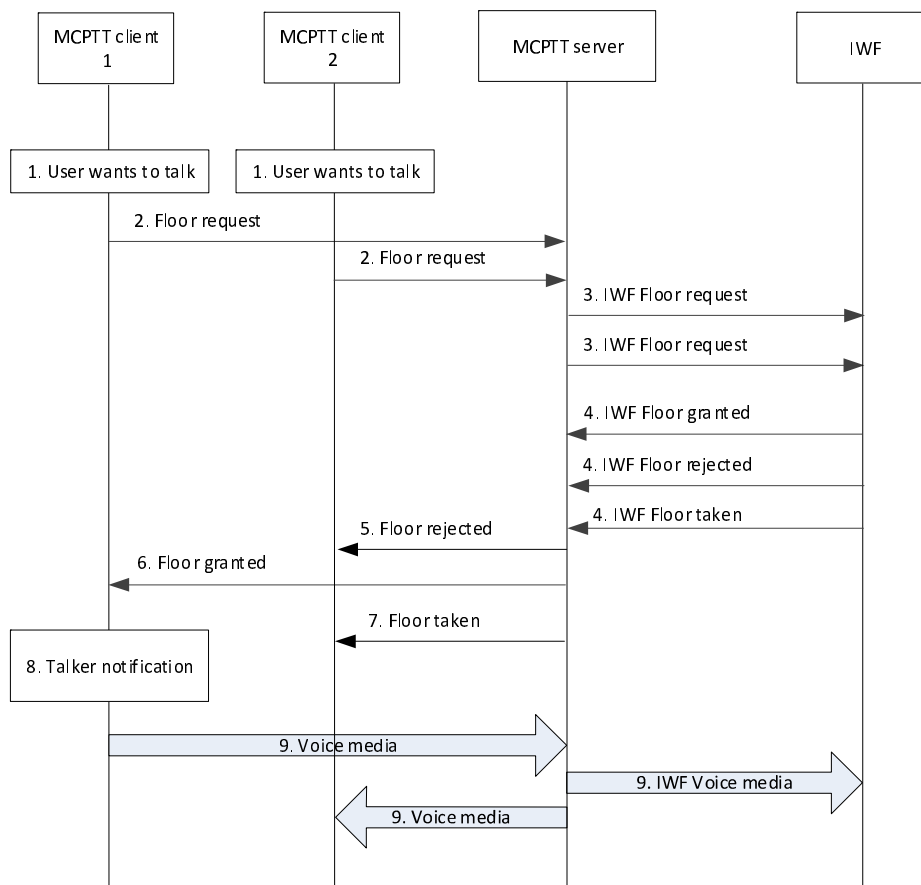 MCPTT client
1
MCPTT client
2
MCPTT server
IWF
1. User wants to talk
1. User wants to talk
2. Floor request
2. Floor request
3. IWF Floor request
3. IWF Floor request
4. IWF Floor granted
4. IWF Floor rejected
4. IWF Floor taken
5. Floor rejected
6. Floor granted
7. Floor taken
8. Talker notification
9. Voice media
9. IWF Voice media
9. Voice media